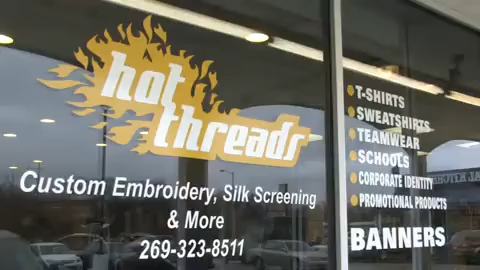 hot
threads
Custom Embroidery, Silk Screening
& More
269-323-8511
T-SHIRTS
SWEATSHIRTS
TEAMWEAR
SCHOOLS
CORPORATE IDENTITY
PROMOTIONAL PRODUCTS
BANNERS